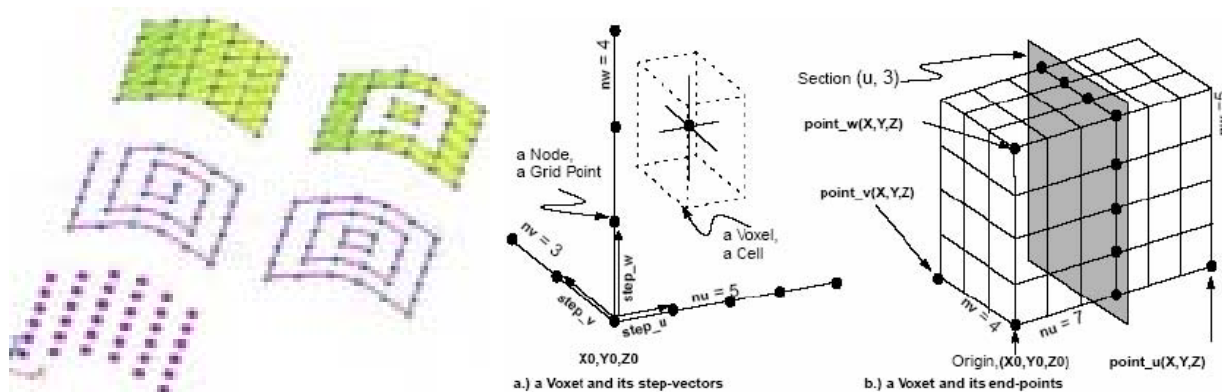 nw = 4
a Node,
a Grid Point
a Voxel,
a Cell
nv = 3
step_w
step_v
step_u
nu = 5
X0,Y0,Z0
a.) a Voxet and its step-vectors
Section (u, 3)
point_w(X,Y,Z)
point_v(X,Y,Z)
nv = 4
nu = 7
Origin,(X0,Y0,Z0)
point_u(X,Y,Z)
b.) a Voxet and its end-points